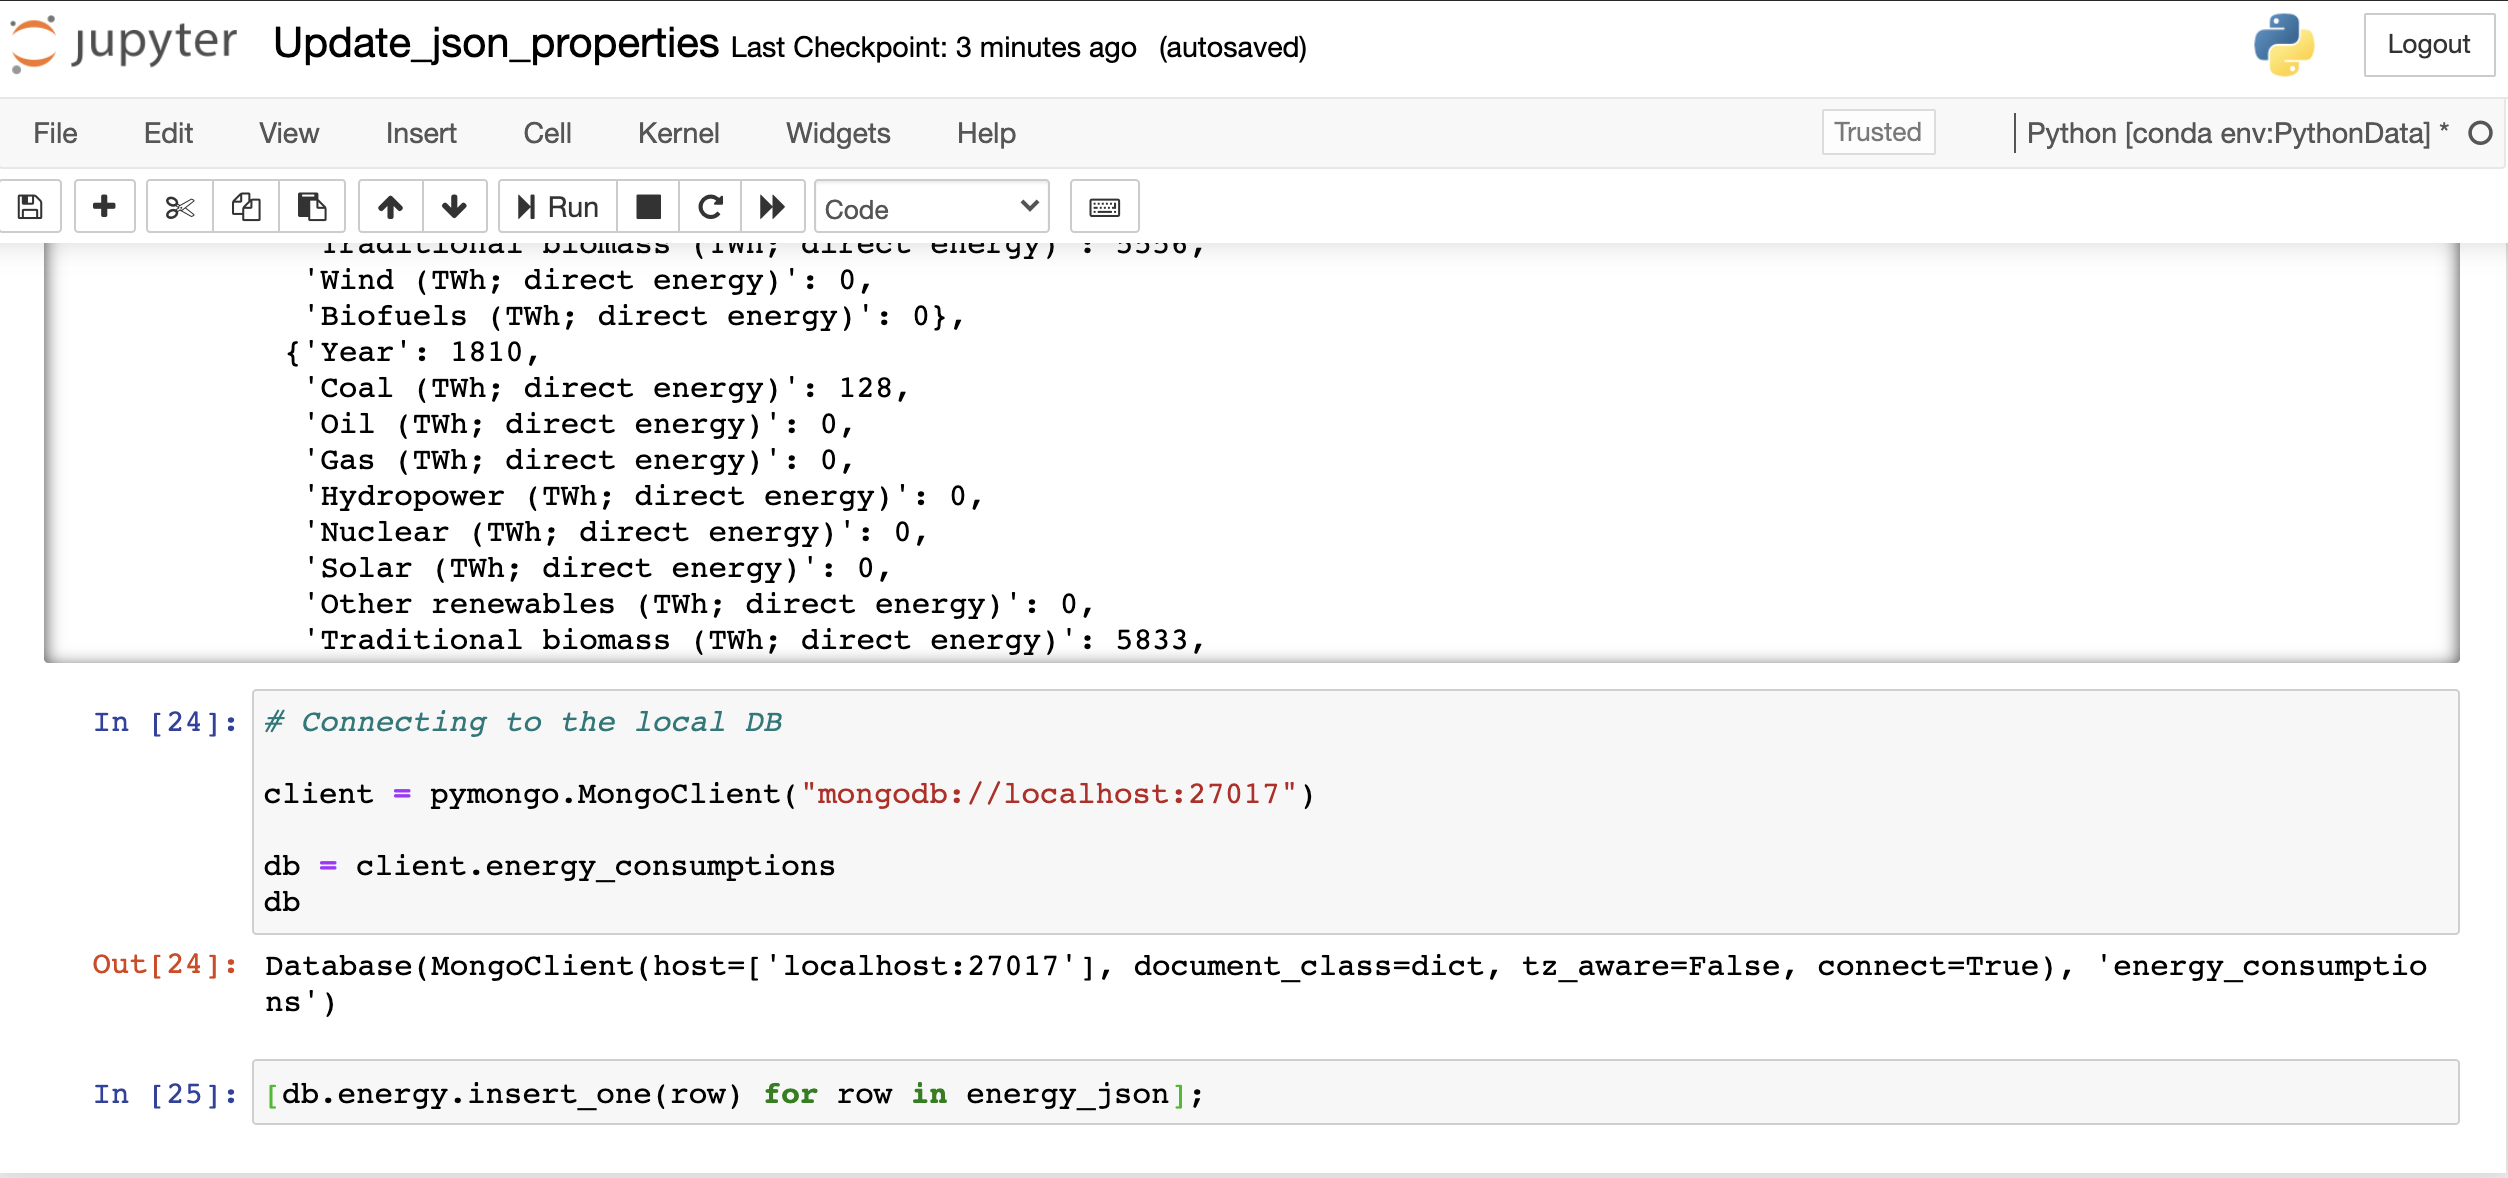 jupyter Update_json_properties Last Checkpoint: 3 minutes ago (autosaved) Logout
File Edit View Insert Cell Kernel Widgets Help Trusted Python [conda env:PythonData] *
Run Code
'Traditional biomass (TWh; direct energy)': 5556,
'Wind (TWh; direct energy)': 0,
'Biofuels (TWh; direct energy)': 0},
{'Year': 1810,
'Coal (TWh; direct energy)': 128,
'Oil (TWh; direct energy)': 0,
'Gas (TWh; direct energy)': 0,
'Hydropower (TWh; direct energy)': 0,
'Nuclear (TWh; direct energy)': 0,
'Solar (TWh; direct energy)': 0,
'Other renewables (TWh; direct energy)': 0,
'Traditional biomass (TWh; direct energy)': 5833,
In [24]: # Connecting to the local DB
client = pymongo.MongoClient("mongodb://localhost:27017")
db = client.energy_consumptions
db
Out[24]: Database(MongoClient(host=['localhost:27017'], document_class=dict, tz_aware=False, connect=True), 'energy_consumptio
ns')
In [25]: [db.energy.insert_one(row) for row in energy_json];